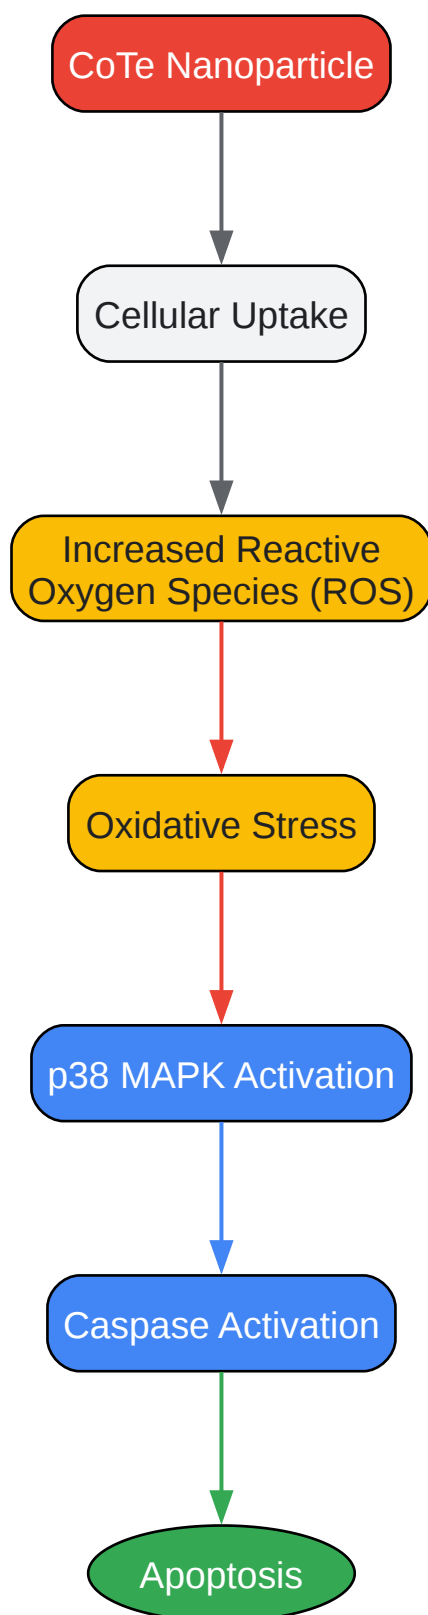 CoTe Nanoparticle
Cellular Uptake
Increased Reactive
Oxygen Species (ROS)
Oxidative Stress
p38 MAPK Activation
Caspase Activation
Apoptosis